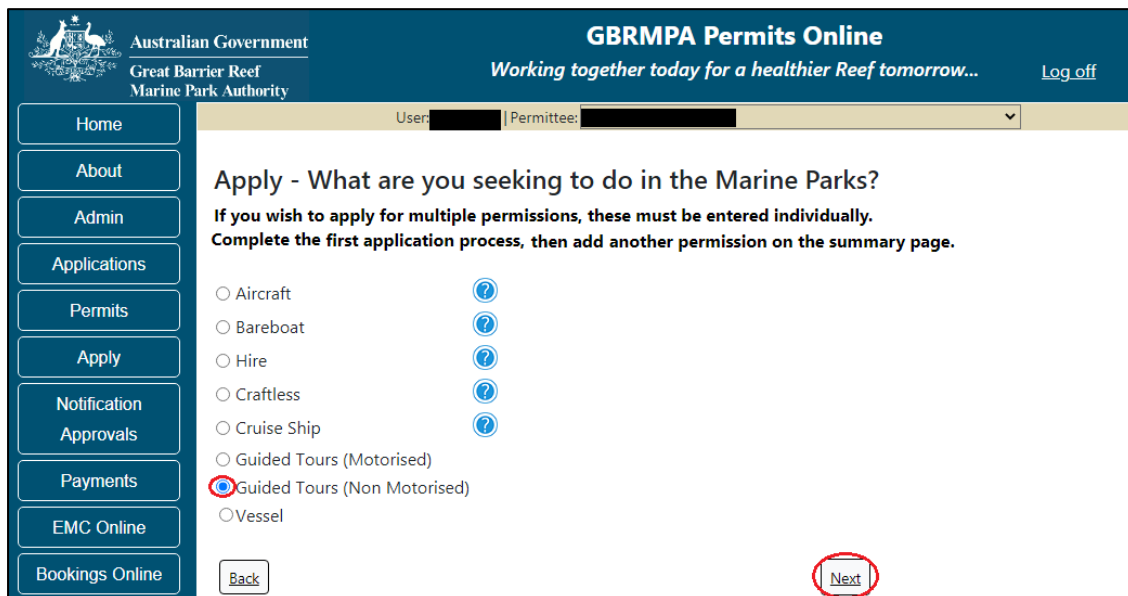 Australian Government
Great Barrier Reef
Marine Park Authority
GBRMPA Permits Online
Working together today for a healthier Reef tomorrow...
Log off
User: | Permittee:
Home
About
Admin
Applications
Permits
Apply
Notification
Approvals
Payments
EMC Online
Bookings Online
Apply - What are you seeking to do in the Marine Parks?
If you wish to apply for multiple permissions, these must be entered individually.
Complete the first application process, then add another permission on the summary page.
Aircraft ?
Bareboat ?
Hire ?
Craftless ?
Cruise Ship ?
Guided Tours (Motorised)
Guided Tours (Non Motorised)
Vessel
Back
Next